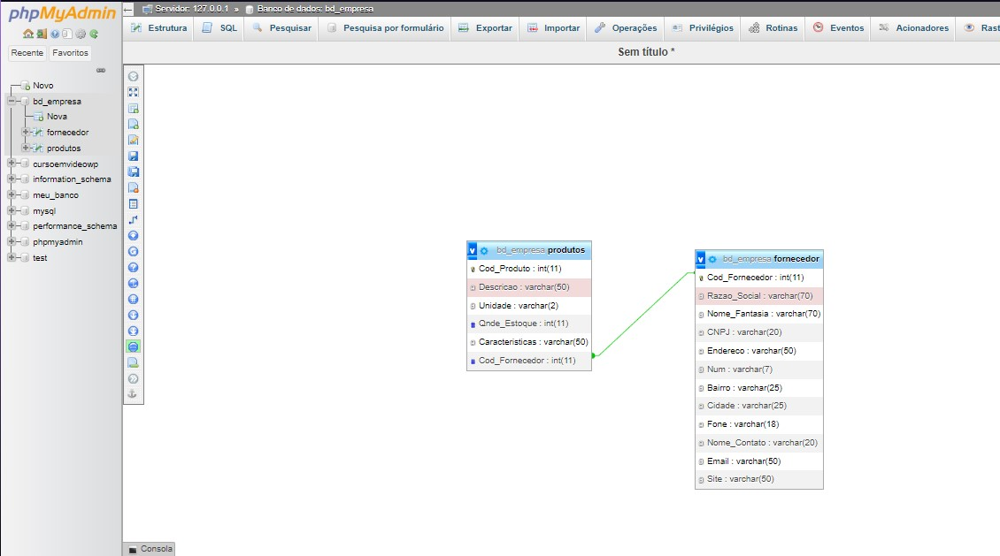 phpMyAdmin
Servidor: 127.0.0.1 » Banco de dados: bd_empresa
Estrutura SQL Pesquisar Pesquisa por formulário Exportar Importar Operações Privilégios Rotinas Eventos Acionadores Rast
Recente Favoritos
Sem título *
Novo
bd_empresa
Nova
fornecedor
produtos
cursoemvideowp
information_schema
meu_banco
mysql
performance_schema
phpmyadmin
test
bd_empresa produtos
Cod_Produto : int(11)
Descricao : varchar(50)
Unidade : varchar(2)
Qnde_Estoque : int(11)
Caracteristicas : varchar(50)
Cod_Fornecedor : int(11)
bd_empresa fornecedor
Cod_Fornecedor : int(11)
Razao_Social : varchar(70)
Nome_Fantasia : varchar(70)
CNPJ : varchar(20)
Endereco : varchar(50)
Num : varchar(7)
Bairro : varchar(25)
Cidade : varchar(25)
Fone : varchar(18)
Nome_Contato : varchar(20)
Email : varchar(50)
Site : varchar(50)
Consola